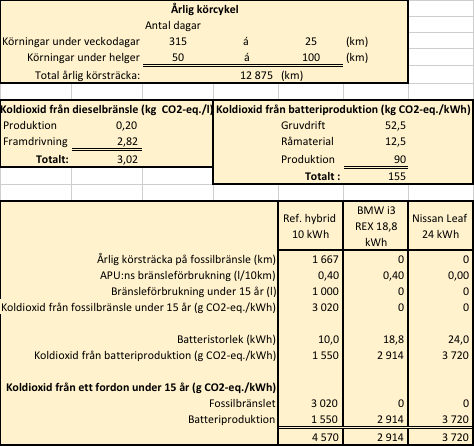 Årlig körcykel
Antal dagar
Körningar under veckodagar 315 á 25 (km)
Körningar under helger 50 á 100 (km)
Total årlig körsträcka: 12 875 (km)
Koldioxid från dieselbränsle (kg CO2-eq./l) Koldioxid från batteriproduktion (kg CO2-eq./kWh)
Produktion 0,20 Gruvdrift 52,5
Framdrivning 2,82 Råmaterial 12,5
Totalt: 3,02 Produktion 90
Totalt : 155
Ref. hybrid 10 kWh BMW i3 REX 18,8 kWh Nissan Leaf 24 kWh
Årlig körsträcka på fossilbränsle (km) 1 667 0 0
APU:ns bränsleförbrukning (l/10km) 0,40 0,40 0,00
Bränsleförbrukning under 15 år (l) 1 000 0 0
Koldioxid från fossilbränsle under 15 år (g CO2-eq./kWh) 3 020 0 0
Batteristorlek (kWh) 10,0 18,8 24,0
Koldioxid från batteriproduktion (g CO2-eq./kWh) 1 550 2 914 3 720
Koldioxid från ett fordon under 15 år (g CO2-eq./kWh)
Fossilbränslet 3 020 0 0
Batteriproduktion 1 550 2 914 3 720
4 570 2 914 3 720